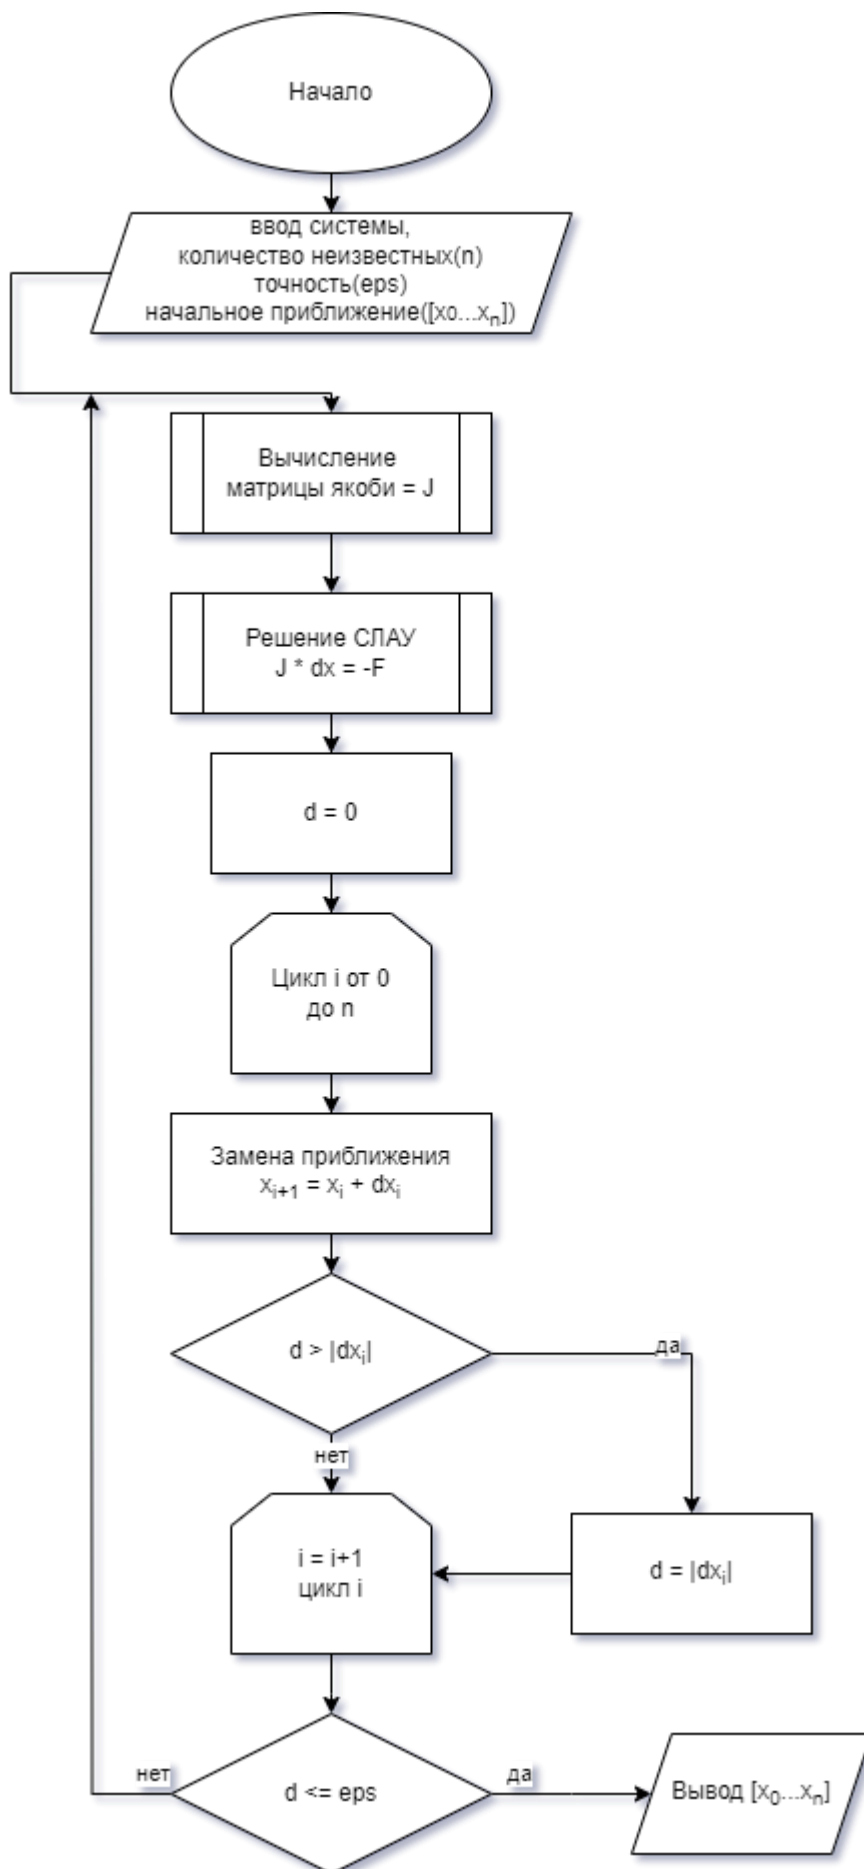 Начало
ввод системы,
количество неизвестных(n)
точность(eps)
начальное приближение([x0...xn])
Вычисление
матрицы якоби = J
Решение СЛАУ
J * dx = -F
d = 0
Цикл i от 0
до n
Замена приближения
xi+1 = xi + dxi
d > |dxi|
да
нет
i = i+1
цикл i
d = |dxi|
d <= eps
нет
да
Вывод [x0...xn]